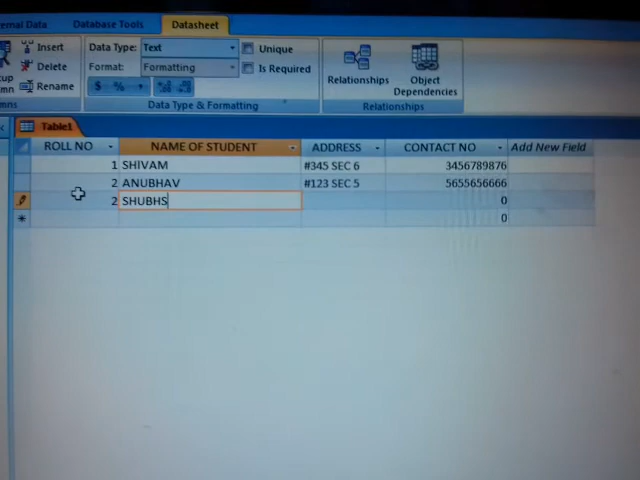 ernal Data Database Tools Datasheet
Insert Data Type: Text Unique
Delete Format: Formatting Is Required
Rename $ % Relationships Object Dependencies
Data Type & Formatting Relationships
Table1
ROLL NO NAME OF STUDENT ADDRESS CONTACT NO Add New Field
1 SHIVAM #345 SEC 6 3456789876
2 ANUBHAV #123 SEC 5 5655656666
2 SHUBHS 0
* 0